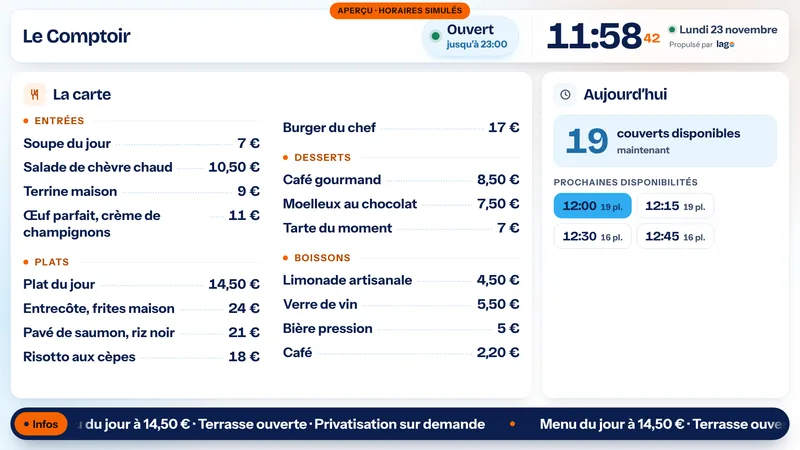 APERÇU · HORAIRES SIMULÉS
Le Comptoir
Ouvert
jusqu'à 23:00
11:58 42
Lundi 23 novembre
Propulsé par lago
La carte
ENTRÉES
Soupe du jour 7 €
Salade de chèvre chaud 10,50 €
Terrine maison 9 €
Œuf parfait, crème de 11 €
champignons
PLATS
Plat du jour 14,50 €
Entrecôte, frites maison 24 €
Pavé de saumon, riz noir 21 €
Risotto aux cèpes 18 €
Burger du chef 17 €
DESSERTS
Café gourmand 8,50 €
Moelleux au chocolat 7,50 €
Tarte du moment 7 €
BOISSONS
Limonade artisanale 4,50 €
Verre de vin 5,50 €
Bière pression 5 €
Café 2,20 €
Aujourd'hui
19 couverts disponibles
maintenant
PROCHAINES DISPONIBILITÉS
12:00 19 pl. 12:15 19 pl.
12:30 16 pl. 12:45 16 pl.
Infos du jour à 14,50 € · Terrasse ouverte · Privatisation sur demande • Menu du jour à 14,50 € · Terrasse ouve